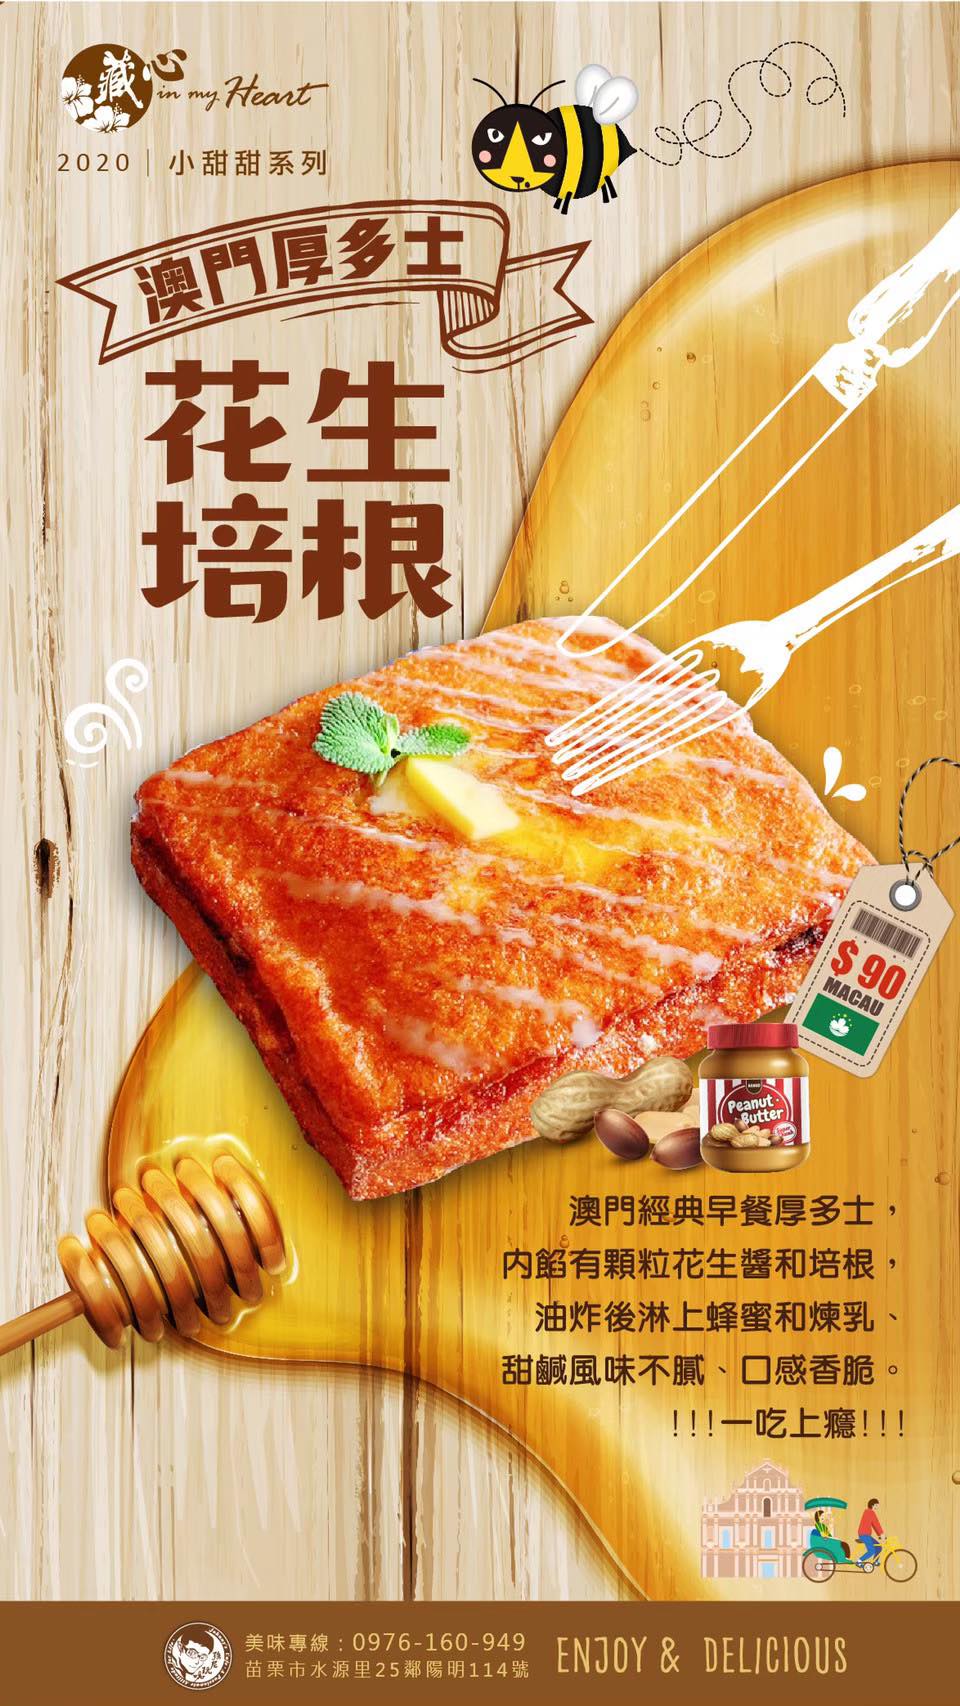 藏心
in my Heart
2020｜小甜甜系列
澳門厚多士
花生
培根
$90
MACAU
Peanut
Butter
澳門經典早餐厚多士，
内餡有顆粒花生醬和培根，
油炸後淋上蜂蜜和煉乳、
甜鹹風味不膩、口感香脆。
!!!一吃上癮!!!
美味專線：0976-160-949
苗栗市水源里25鄰陽明114號
ENJOY & DELICIOUS